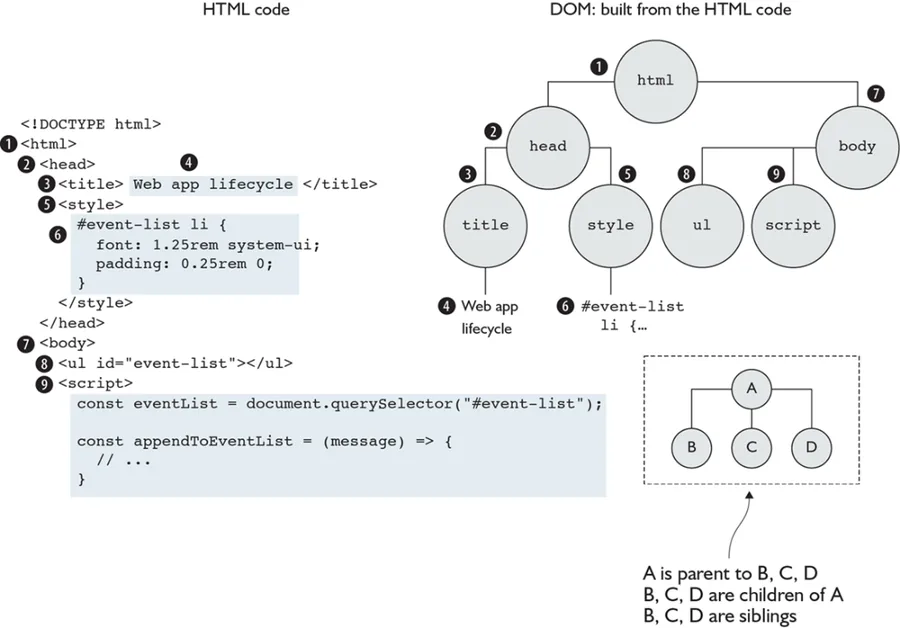 HTML code
DOM: built from the HTML code
<!DOCTYPE html>
1 <html>
2 <head>
4
3 <title> Web app lifecycle </title>
5 <style>
6 #event-list li {
font: 1.25rem system-ui;
padding: 0.25rem 0;
}
</style>
</head>
7 <body>
8 <ul id="event-list"></ul>
9 <script>
const eventList = document.querySelector("#event-list");
const appendToEventList = (message) => {
// ...
}
1 html
2 head
7 body
3 title
5 style
8 ul
9 script
4 Web app
lifecycle
6 #event-list
li {…
A
B C D
A is parent to B, C, D
B, C, D are children of A
B, C, D are siblings